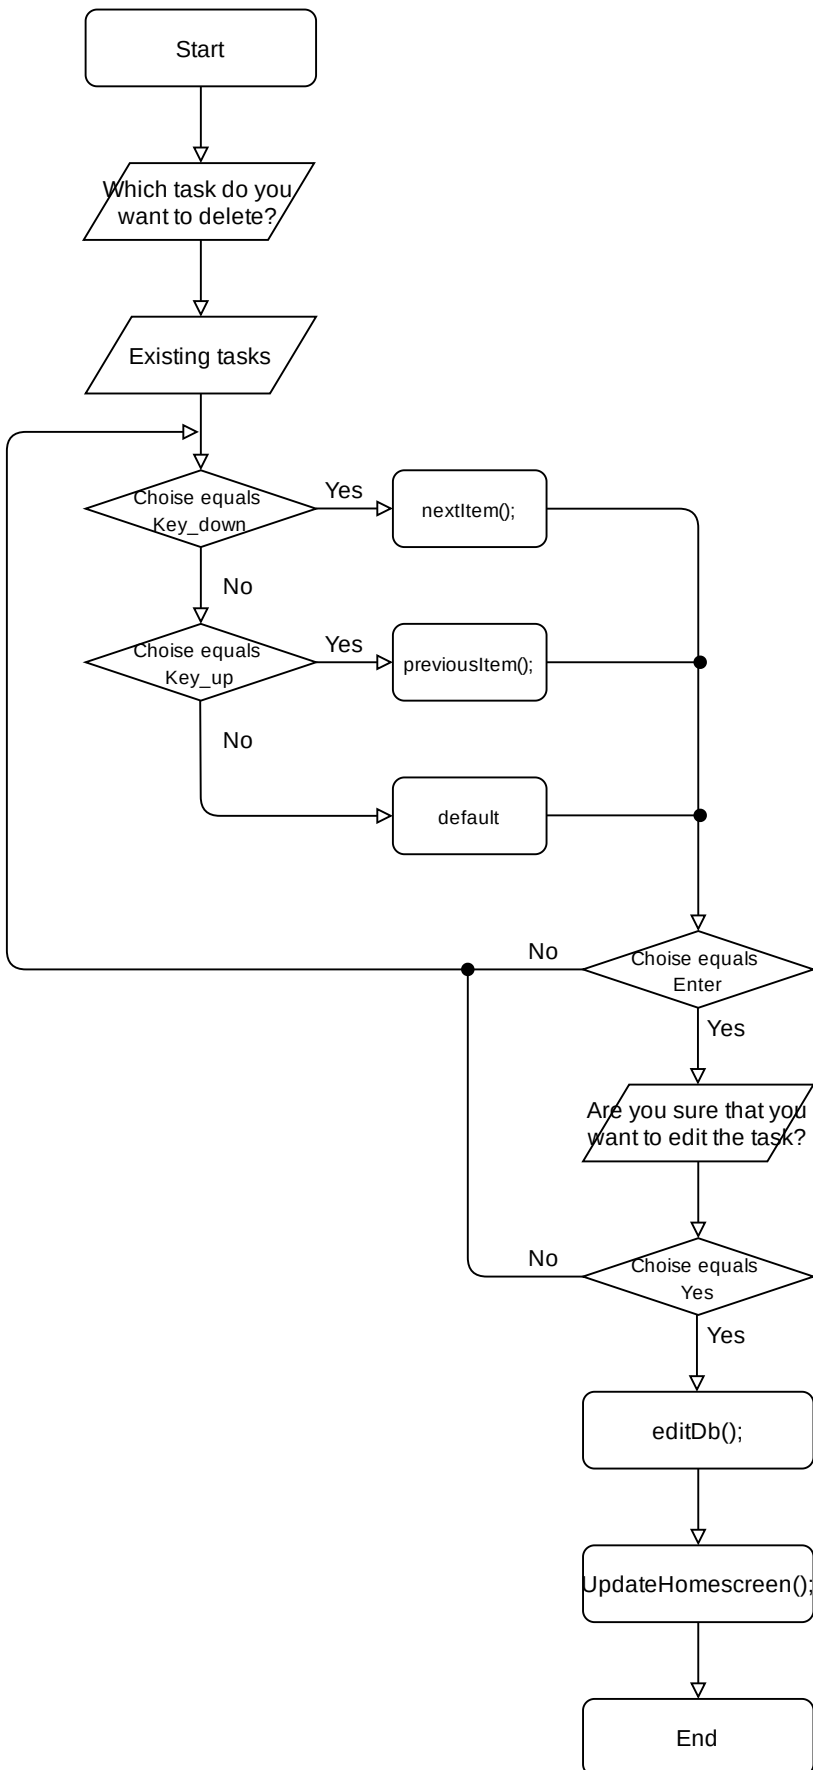 Start
Which task do you
want to delete?
Existing tasks
Choise equals
Key_down
Yes
nextItem();
No
Choise equals
Key_up
Yes
previousItem();
No
default
No
Choise equals
Enter
Yes
Are you sure that you
want to edit the task?
No
Choise equals
Yes
Yes
editDb();
UpdateHomescreen();
End